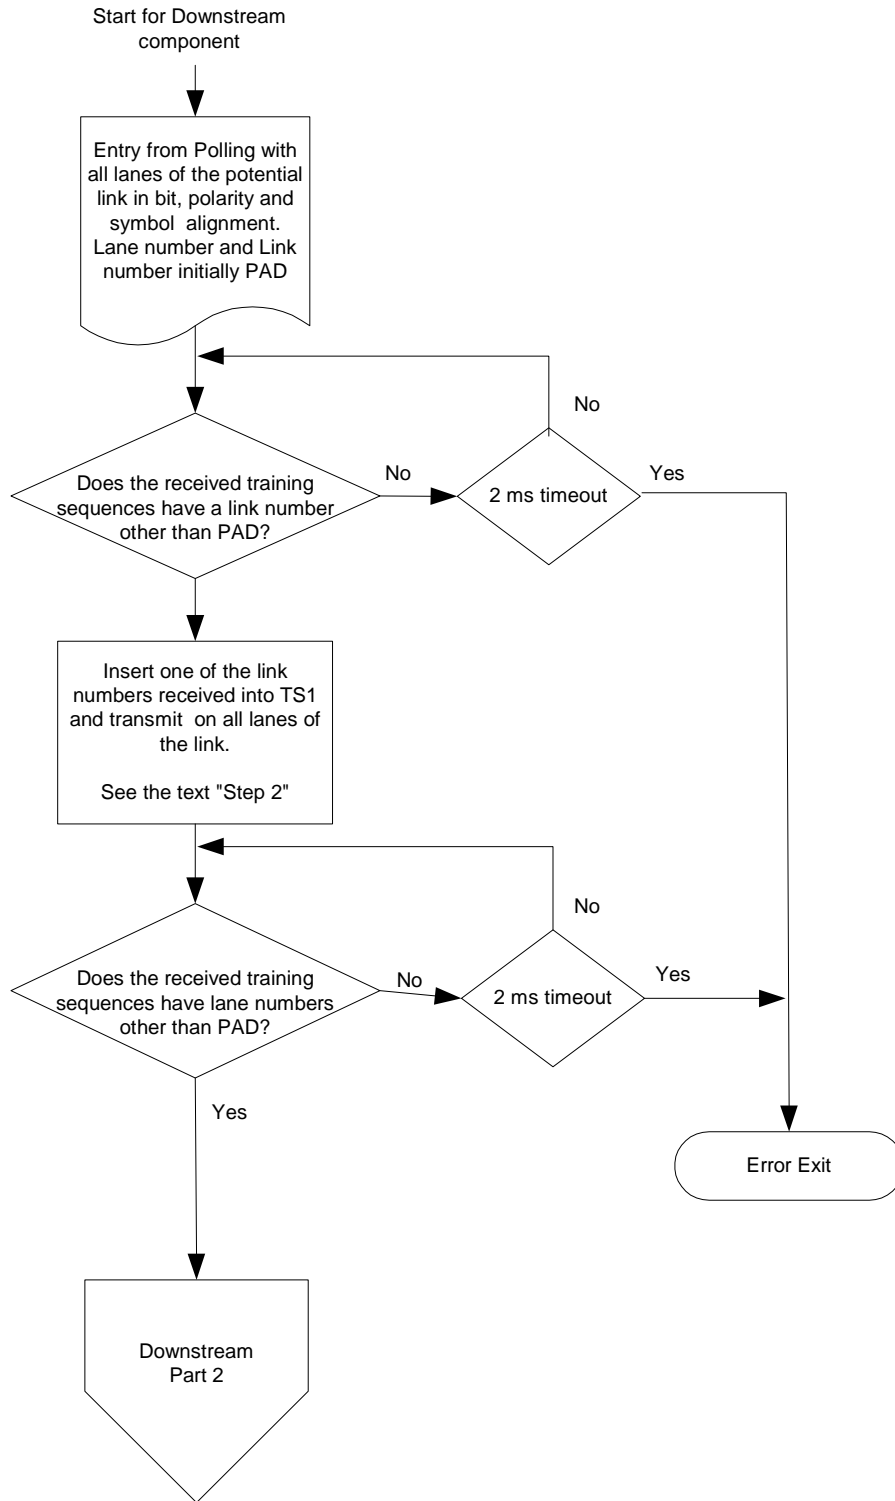 Start for Downstream
component
Entry from Polling with
all lanes of the potential
link in bit, polarity and
symbol alignment.
Lane number and Link
number initially PAD
No
Does the received training
sequences have a link number
other than PAD?
No
2 ms timeout
Yes
Insert one of the link
numbers received into TS1
and transmit on all lanes of
the link.
See the text "Step 2"
No
Does the received training
sequences have lane numbers
other than PAD?
No
2 ms timeout
Yes
Yes
Error Exit
Downstream
Part 2